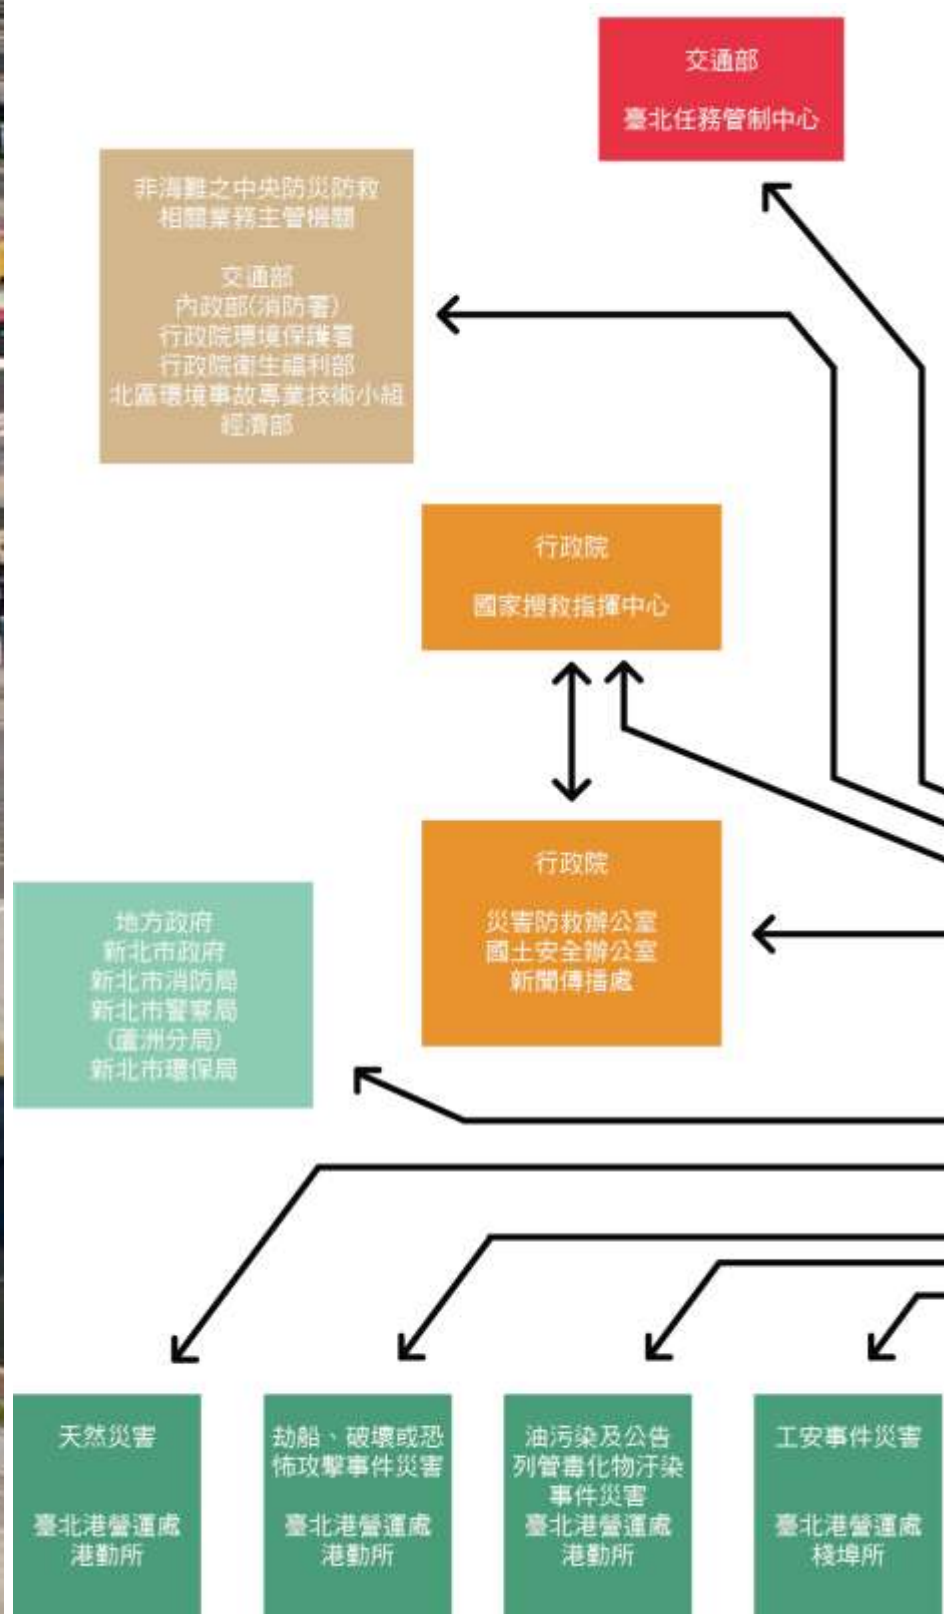 交通部
臺北任務管制中心
非海難之中央防災防救
相關業務主管機關
交通部
內政部(消防署)
行政院環境保護署
行政院衛生福利部
北區環境事故專業技術小組
經濟部
行政院
國家搜救指揮中心
行政院
災害防救辦公室
國土安全辦公室
新聞傳播處
地方政府
新北市政府
新北市消防局
新北市警察局
(蘆洲分局)
新北市環保局
天然災害
臺北港營運處
港勤所
劫船、破壞或恐
怖攻擊事件災害
臺北港營運處
港勤所
油污染及公告
列管毒化物汙染
事件災害
臺北港營運處
港勤所
工安事件災害
臺北港營運處
棧埠所